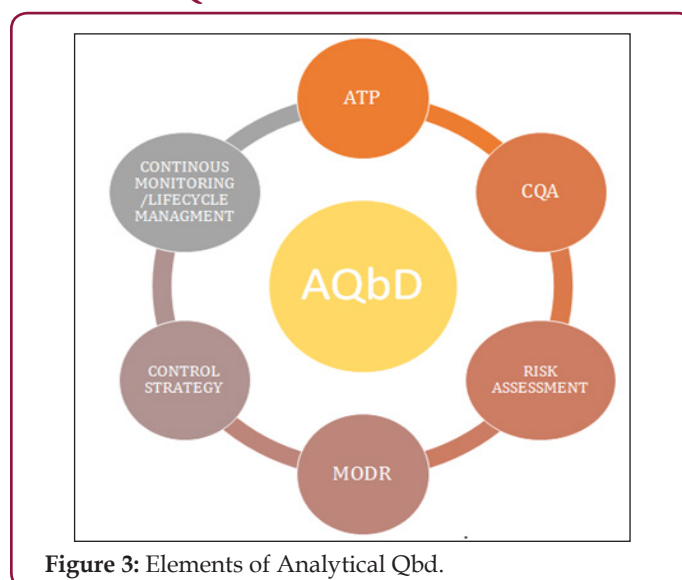 ATP
CQA
RISK
ASSESSMENT
MODR
CONTROL
STRATEGY
CONTINOUS
MONITORING
/LIFECYCLE
MANAGMENT
AQbD
Figure 3: Elements of Analytical Qbd.